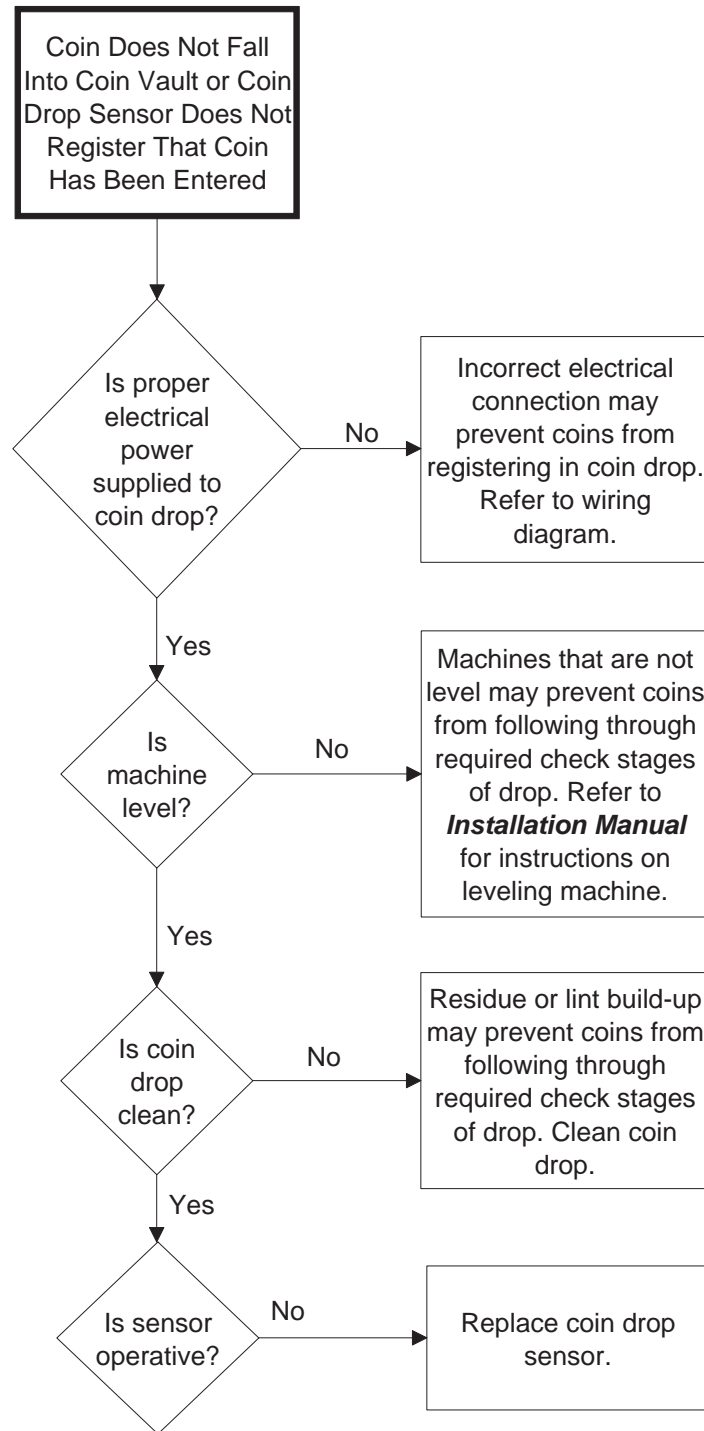 Coin Does Not Fall
Into Coin Vault or Coin
Drop Sensor Does Not
Register That Coin
Has Been Entered
Is proper
electrical
power
supplied to
coin drop?
No
Incorrect electrical
connection may
prevent coins from
registering in coin drop.
Refer to wiring
diagram.
Yes
Is
machine
level?
No
Machines that are not
level may prevent coins
from following through
required check stages
of drop. Refer to
Installation Manual
for instructions on
leveling machine.
Yes
Is coin
drop
clean?
No
Residue or lint build-up
may prevent coins from
following through
required check stages
of drop. Clean coin
drop.
Yes
Is sensor
operative?
No
Replace coin drop
sensor.